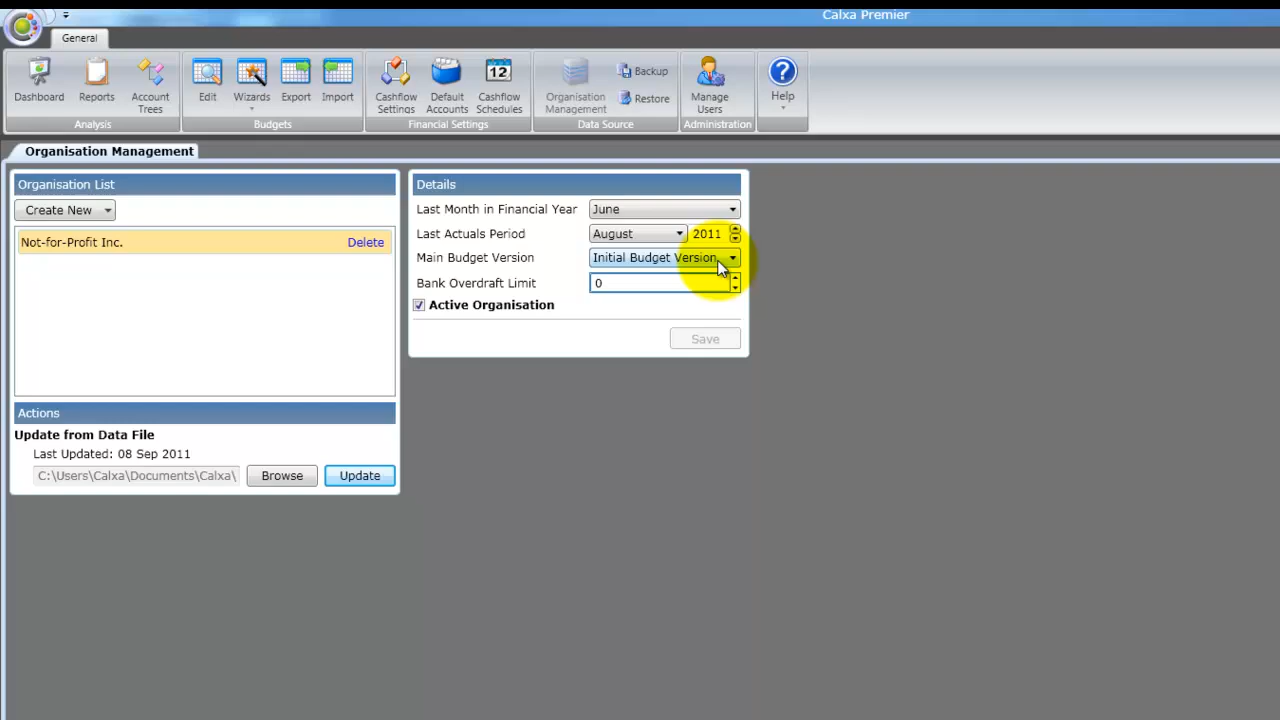 Calxa Premier
General
Dashboard
Reports
Account Trees
Analysis
Edit
Wizards
Export
Import
Budgets
Cashflow Settings
Default Accounts
Cashflow Schedules
12
Financial Settings
Organisation Management
Backup
Restore
Data Source
Manage Users
Administration
Help
Organisation Management
Organisation List
Create New
Not-for-Profit Inc. Delete
Actions
Update from Data File
Last Updated: 08 Sep 2011
C:\Users\Calxa\Documents\Calxa\ Browse Update
Details
Last Month in Financial Year June
Last Actuals Period August 2011
Main Budget Version Initial Budget Version
Bank Overdraft Limit 0
Active Organisation
Save